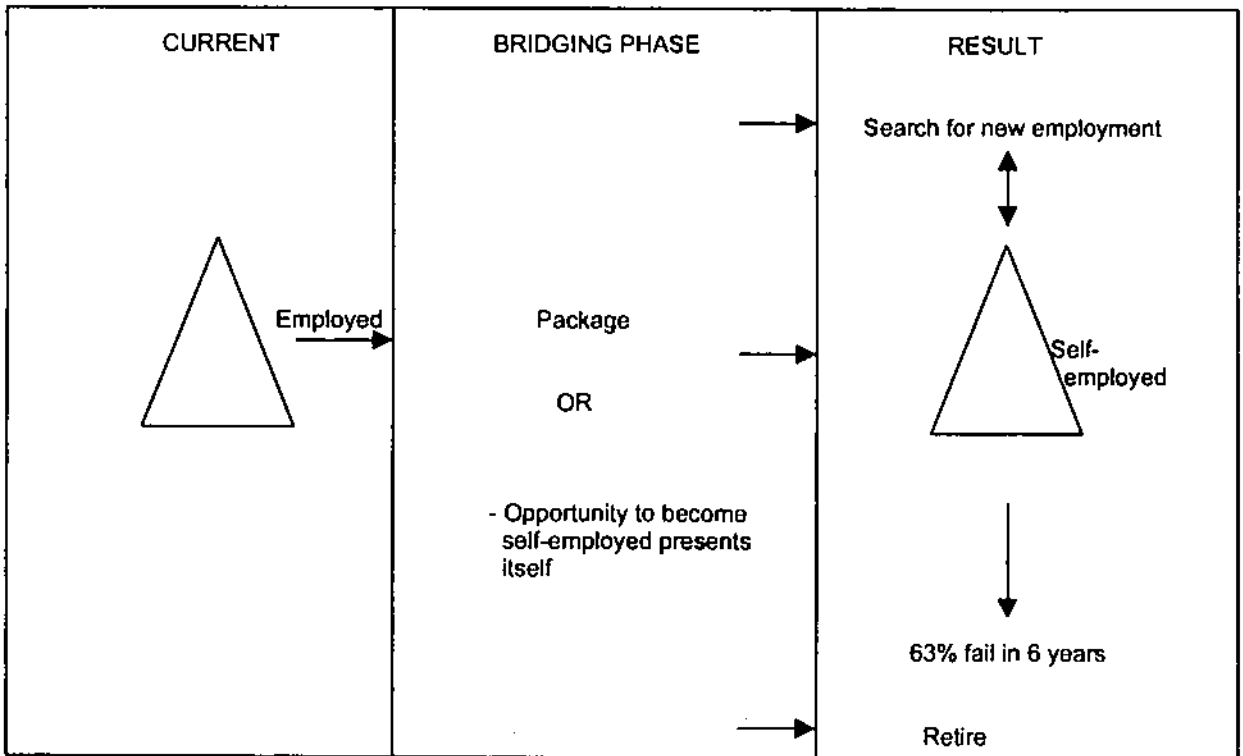 CURRENT
BRIDGING PHASE
RESULT
Search for new employment
Employed
Package
Self-
employed
OR
- Opportunity to become
self-employed presents
itself
63% fail in 6 years
Retire